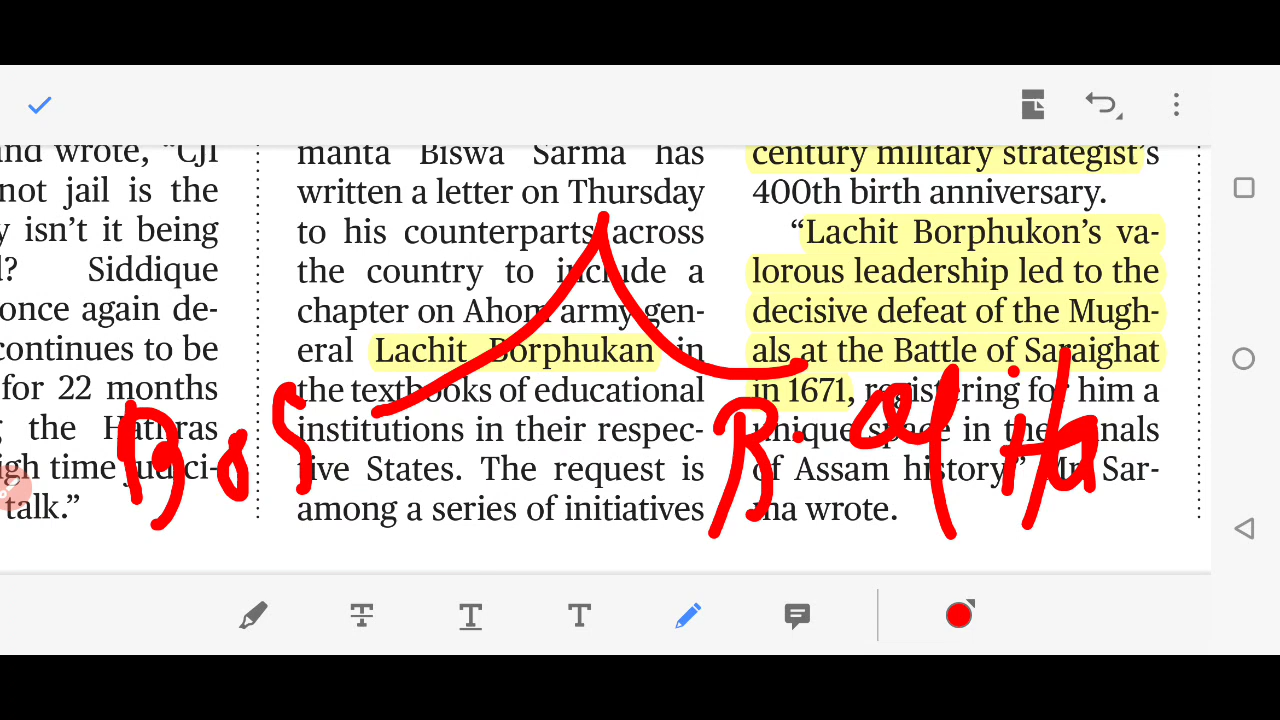 and wrote, "CJI
not jail is the
y isn't it being
d? Siddique
once again de-
continues to be
for 22 months
g the Hathras
igh time judici-
talk."
manta Biswa Sarma has
written a letter on Thursday
to his counterparts across
the country to include a
chapter on Ahom army gen-
eral Lachit Borphukan in
the textbooks of educational
institutions in their respec-
tive States. The request is
among a series of initiatives
century military strategist's
400th birth anniversary.
"Lachit Borphukon's va-
lorous leadership led to the
decisive defeat of the Mugh-
als at the Battle of Saraighat
in 1671, registering for him a
unique space in the annals
of Assam history," Mr. Sar-
ma wrote.
BoS